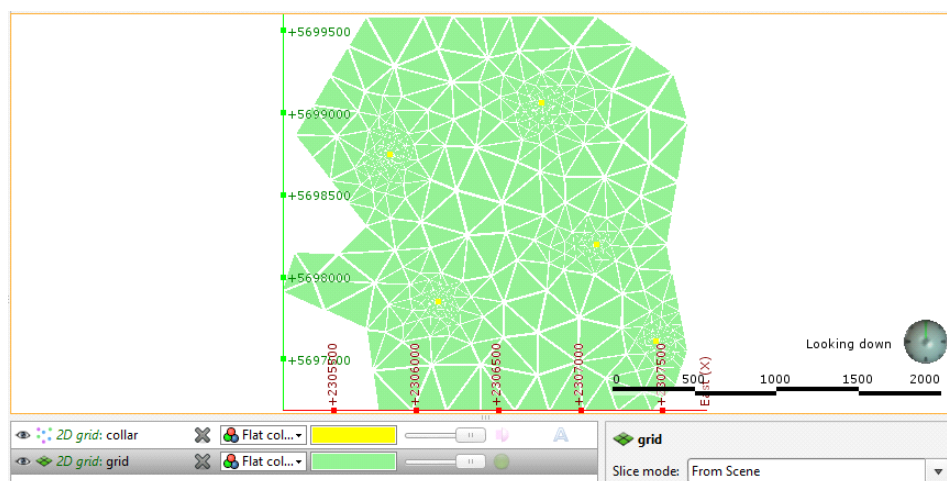 +5699500
+5699000
+5698500
+5698000
+5697500
+2305500
+2306000
+2306500
+2307000
+2307500
East (X)
Looking down
0 500 1000 1500 2000
2D grid: collar Flat col...
2D grid: grid Flat col...
grid
Slice mode: From Scene